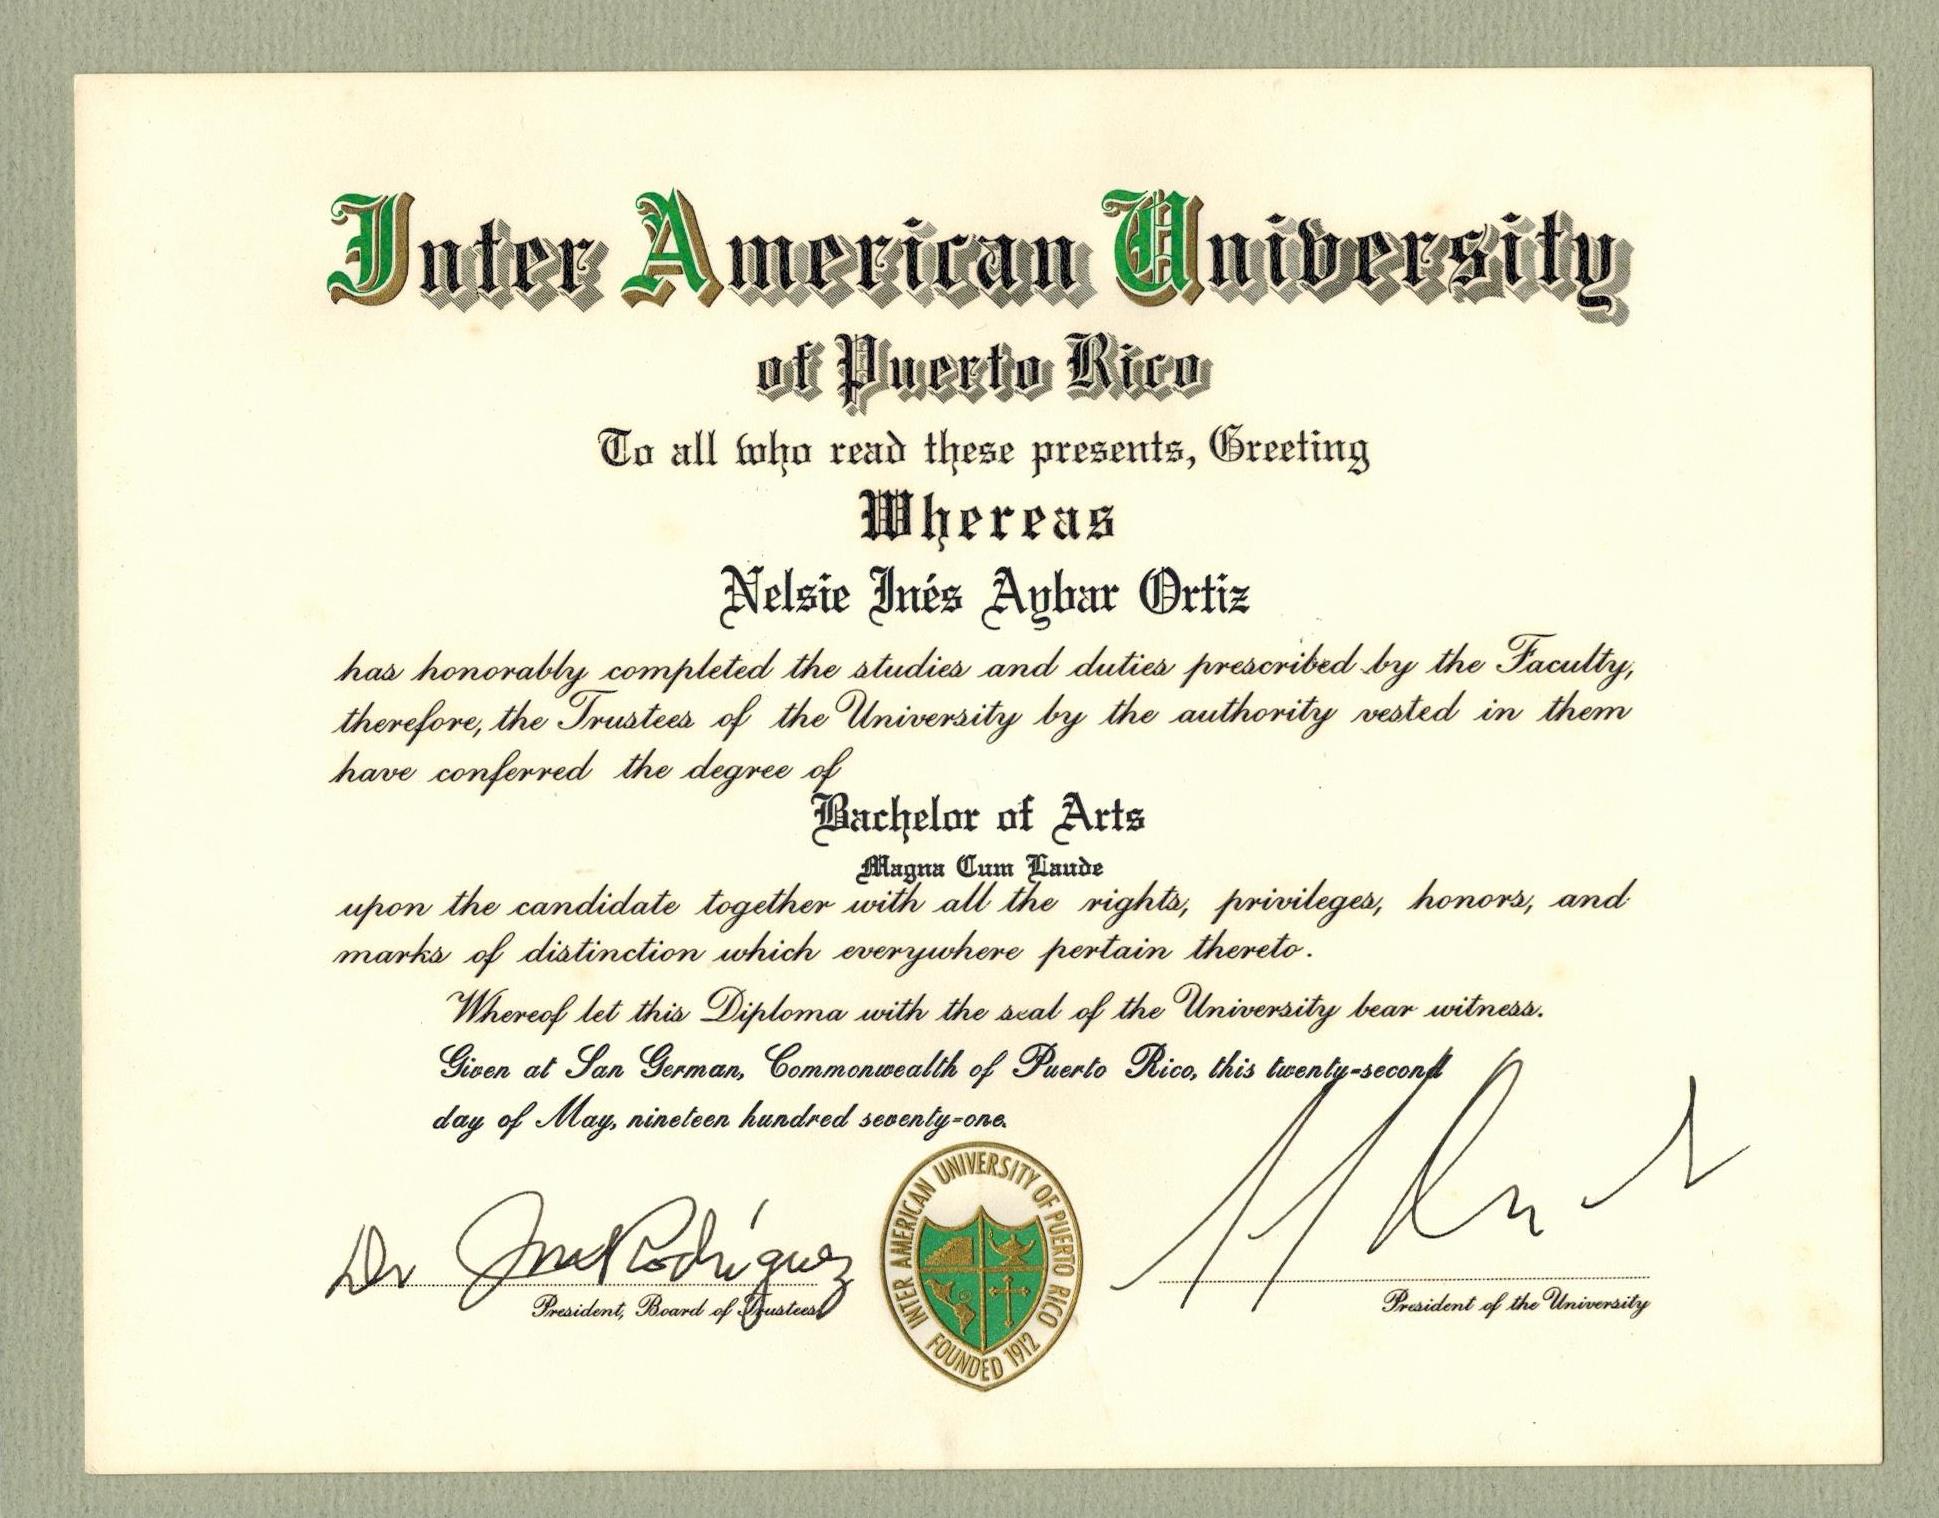 Inter American University
of Puerto Rico
To all who read these presents, Greeting
Whereas
Nelsie Inés Aybar Ortiz
has honorably completed the studies and duties prescribed by the Faculty,
therefore, the Trustees of the University by the authority vested in them
have conferred the degree of
Bachelor of Arts
Magna Cum Laude
upon the candidate together with all the rights, privileges, honors, and
marks of distinction which everywhere pertain thereto.
Whereof let this Diploma with the seal of the University bear witness.
Given at San German, Commonwealth of Puerto Rico, this twenty-second
day of May, nineteen hundred seventy-one.
Dr José Rodríguez
President, Board of Trustees
INTER AMERICAN UNIVERSITY OF PUERTO RICO
FOUNDED 1912
President of the University